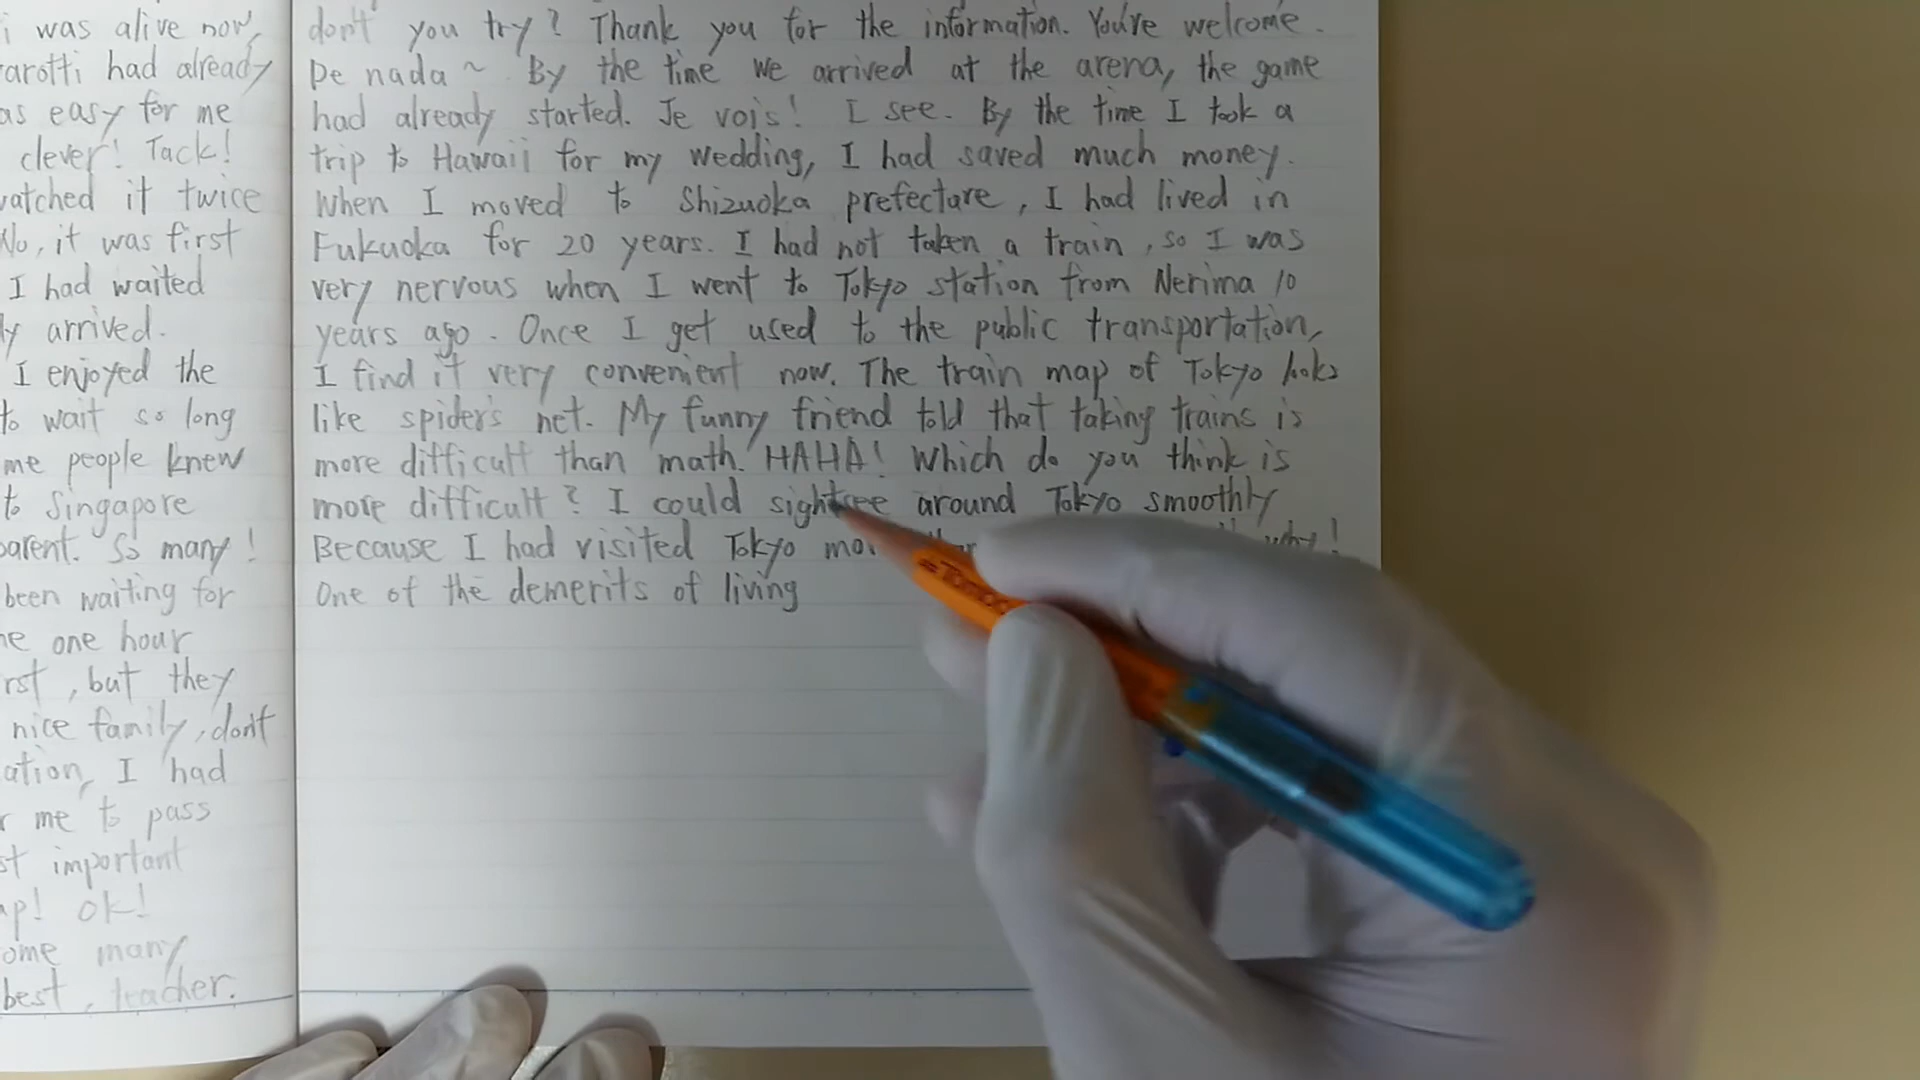 i was alive now,
arotti had already
as easy for me
clever! Tack!
watched it twice
No, it was first
I had waited
ly arrived.
I enjoyed the
to wait so long
me people knew
to Singapore
parent. So many!
been waiting for
ne one hour
rst, but they
nice family, don't
ation, I had
r me to pass
st important
ap! ok!
ome many
best, teacher.
don't you try? Thank you for the information. You're welcome.
De nada ~ By the time we arrived at the arena, the game
had already started. Je vois! I see. By the time I took a
trip to Hawaii for my wedding, I had saved much money.
When I moved to Shizuoka prefecture, I had lived in
Fukuoka for 20 years. I had not taken a train, so I was
very nervous when I went to Tokyo station from Nerima 10
years ago. Once I get used to the public transportation,
I find it very convenient now. The train map of Tokyo looks
like spider's net. My funny friend told that taking trains is
more difficult than math. HAHA! Which do you think is
more difficult? I could sightsee around Tokyo smoothly
Because I had visited Tokyo why!
One of the demerits of living